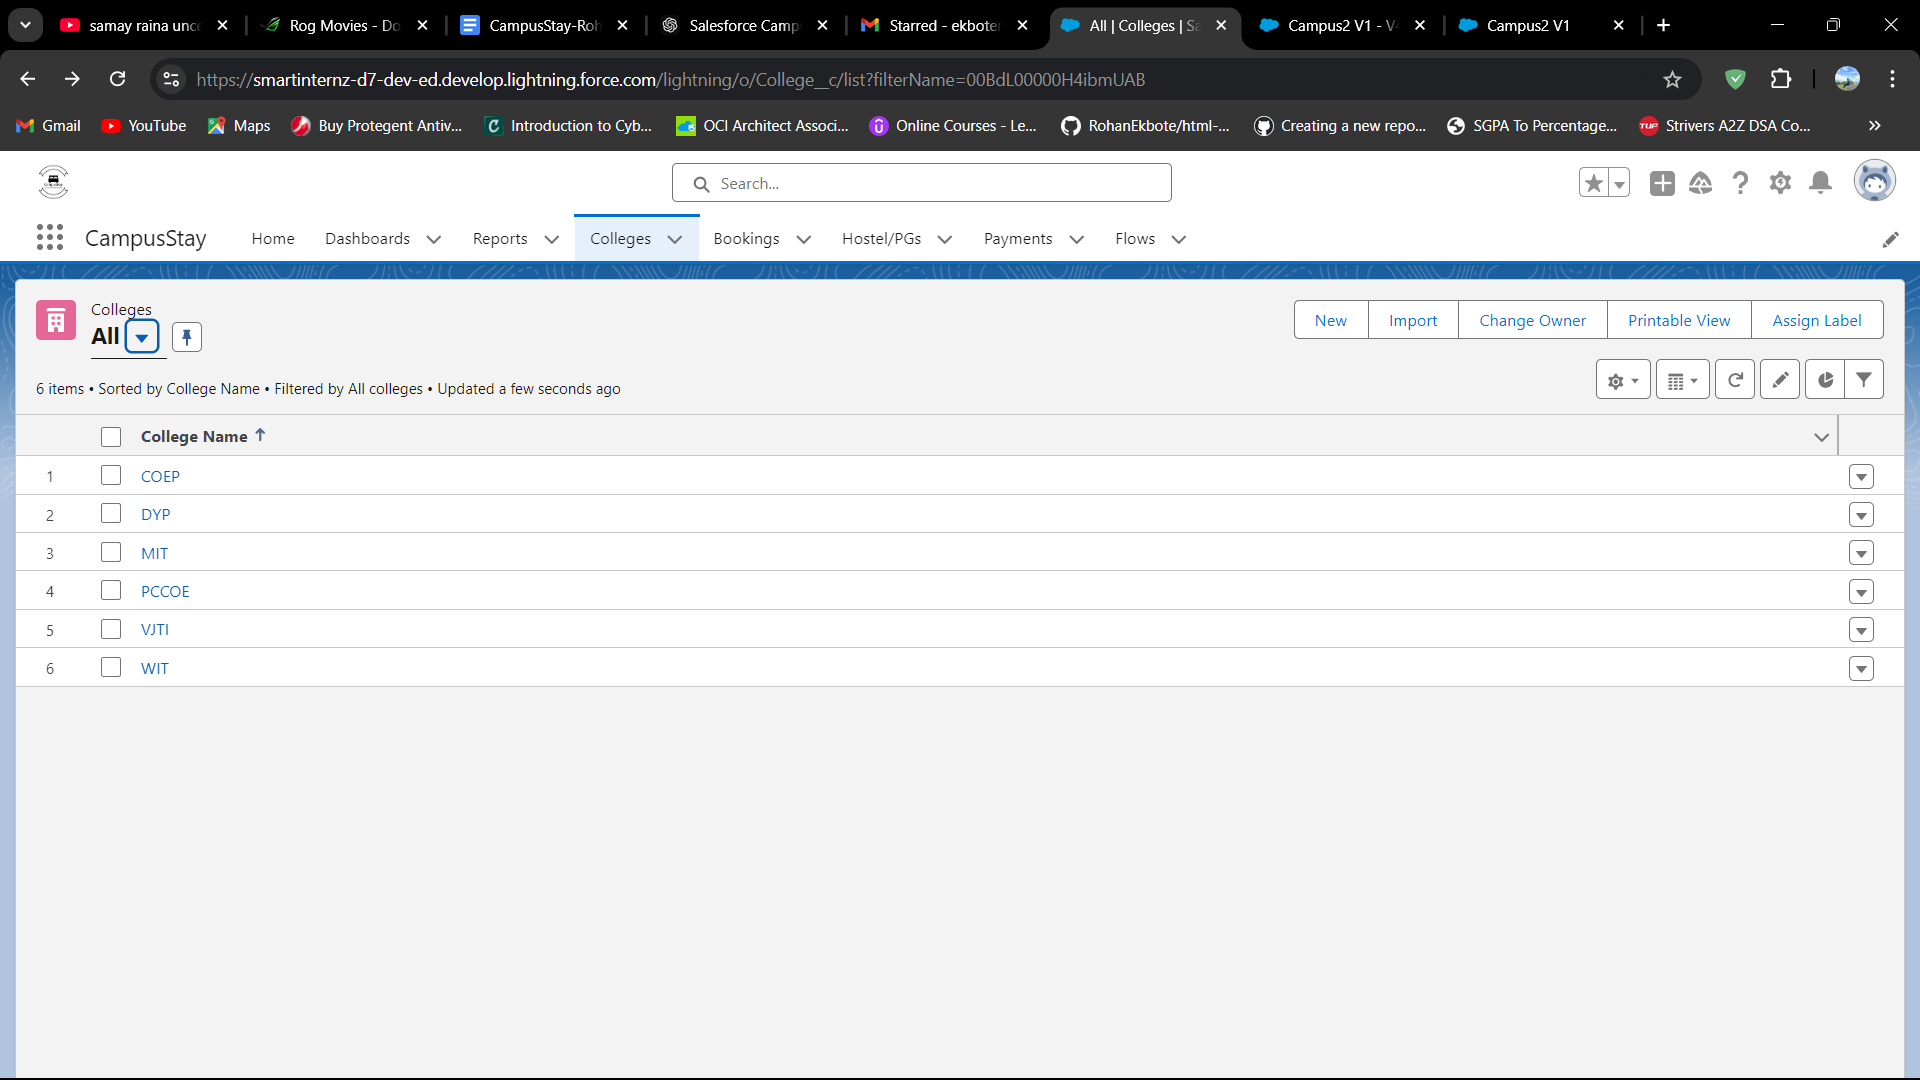 samay raina unce
Rog Movies - Do
CampusStay-Roh
Salesforce Camp
Starred - ekboter
All | Colleges | Sa
Campus2 V1 - V
Campus2 V1
https://smartinternz-d7-dev-ed.develop.lightning.force.com/lightning/o/College__c/list?filterName=00BdL00000H4ibmUAB
Gmail
YouTube
Maps
Buy Protegent Antiv...
Introduction to Cyb...
OCI Architect Associ...
Online Courses - Le...
RohanEkbote/html-...
Creating a new repo...
SGPA To Percentage...
Strivers A2Z DSA Co...
Search...
CampusStay
Home
Dashboards
Reports
Colleges
Bookings
Hostel/PGs
Payments
Flows
Colleges
All
New
Import
Change Owner
Printable View
Assign Label
6 items • Sorted by College Name • Filtered by All colleges • Updated a few seconds ago
College Name
1 COEP
2 DYP
3 MIT
4 PCCOE
5 VJTI
6 WIT